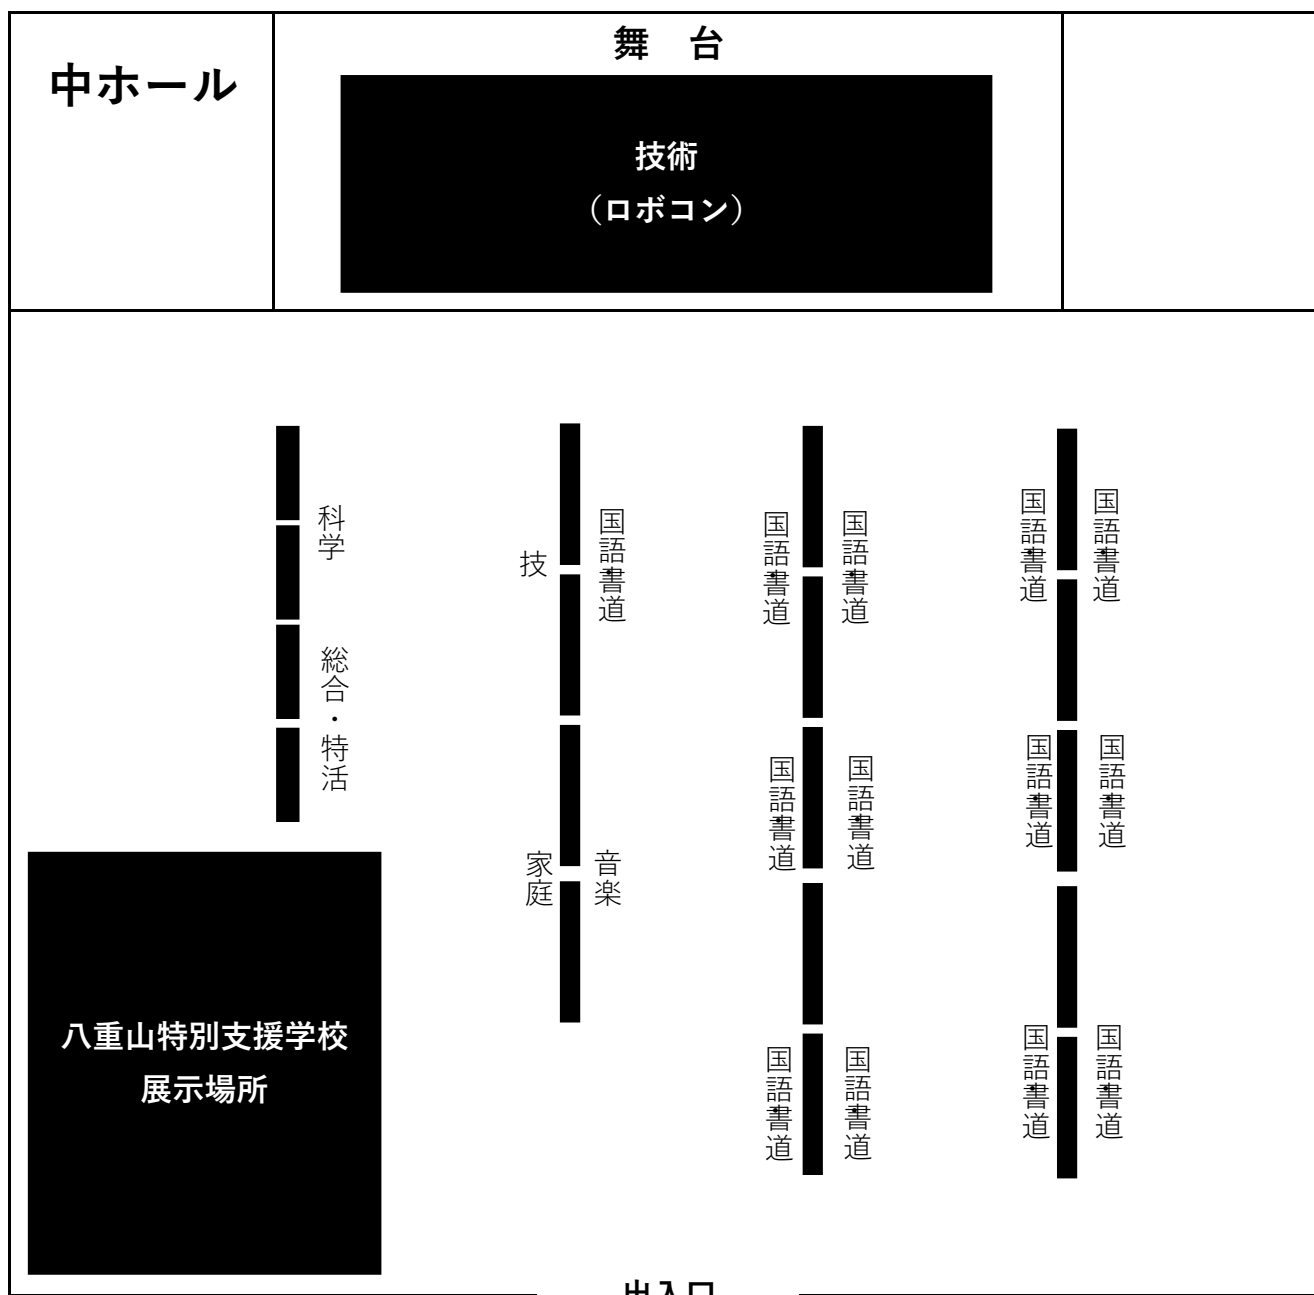 中ホール
舞　台
技術
（ロボコン）
科学
総合・特活
技
国語・書道
家庭
音楽
国語・書道
国語・書道
国語・書道
国語・書道
国語・書道
国語・書道
国語・書道
国語・書道
国語・書道
国語・書道
国語・書道
国語・書道
八重山特別支援学校
展示場所
出入口